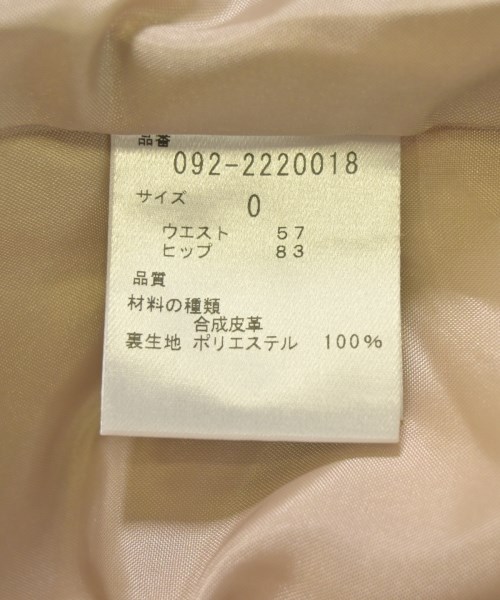 品番
092-2220018
サイズ 0
ウエスト 57
ヒップ 83
品質
材料の種類
合成皮革
裏生地 ポリエステル 100%